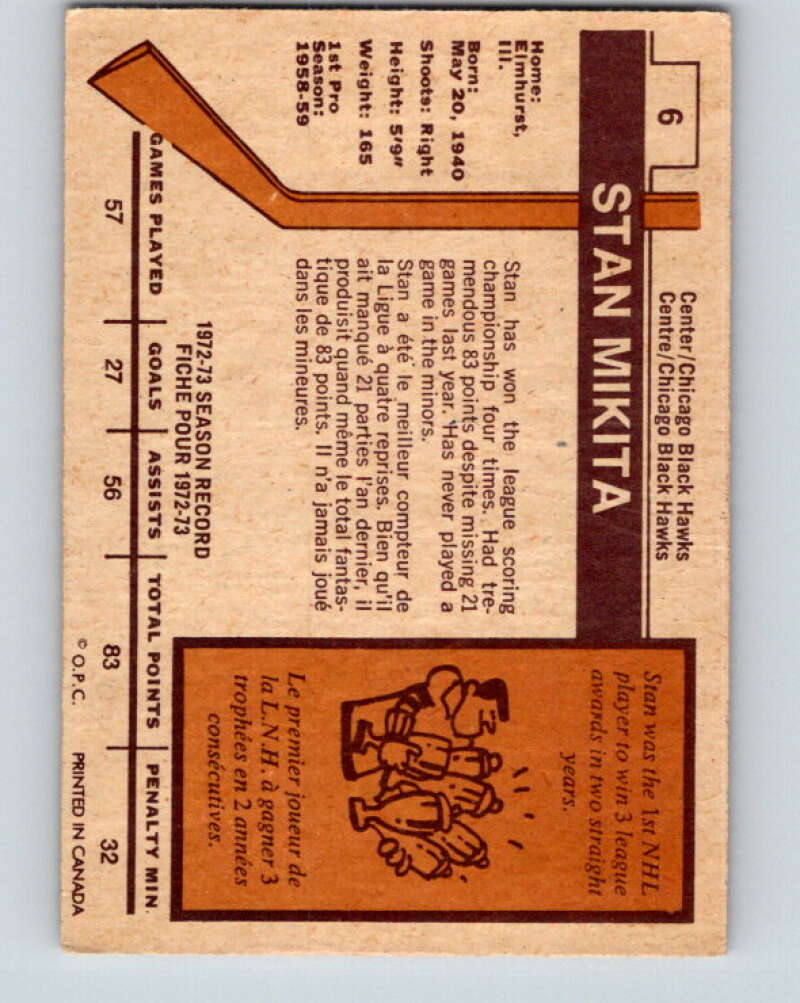 6
Center/Chicago Black Hawks
Centre/Chicago Black Hawks
STAN MIKITA
Home:
Elmhurst,
Ill.
Born:
May 20, 1940
Shoots: Right
Height: 5'9"
Weight: 165
1st Pro
Season:
1958-59
Stan has won the league scoring
championship four times. Had tre-
mendous 83 points despite missing 21
games last year. Has never played a
game in the minors.
Stan a été le meilleur compteur de
la Ligue à quatre reprises. Bien qu'il
ait manqué 21 parties l'an dernier, il
produisit quand même le total fantas-
tique de 83 points. Il n'a jamais joué
dans les mineures.
Stan was the 1st NHL
player to win 3 league
awards in two straight
years.
Le premier joueur de
la L.N.H. à gagner 3
trophées en 2 années
consécutives.
1972-73 SEASON RECORD
FICHE POUR 1972-73
GAMES PLAYED GOALS ASSISTS TOTAL POINTS PENALTY MIN.
57 27 56 83 32
© O.P.C. PRINTED IN CANADA